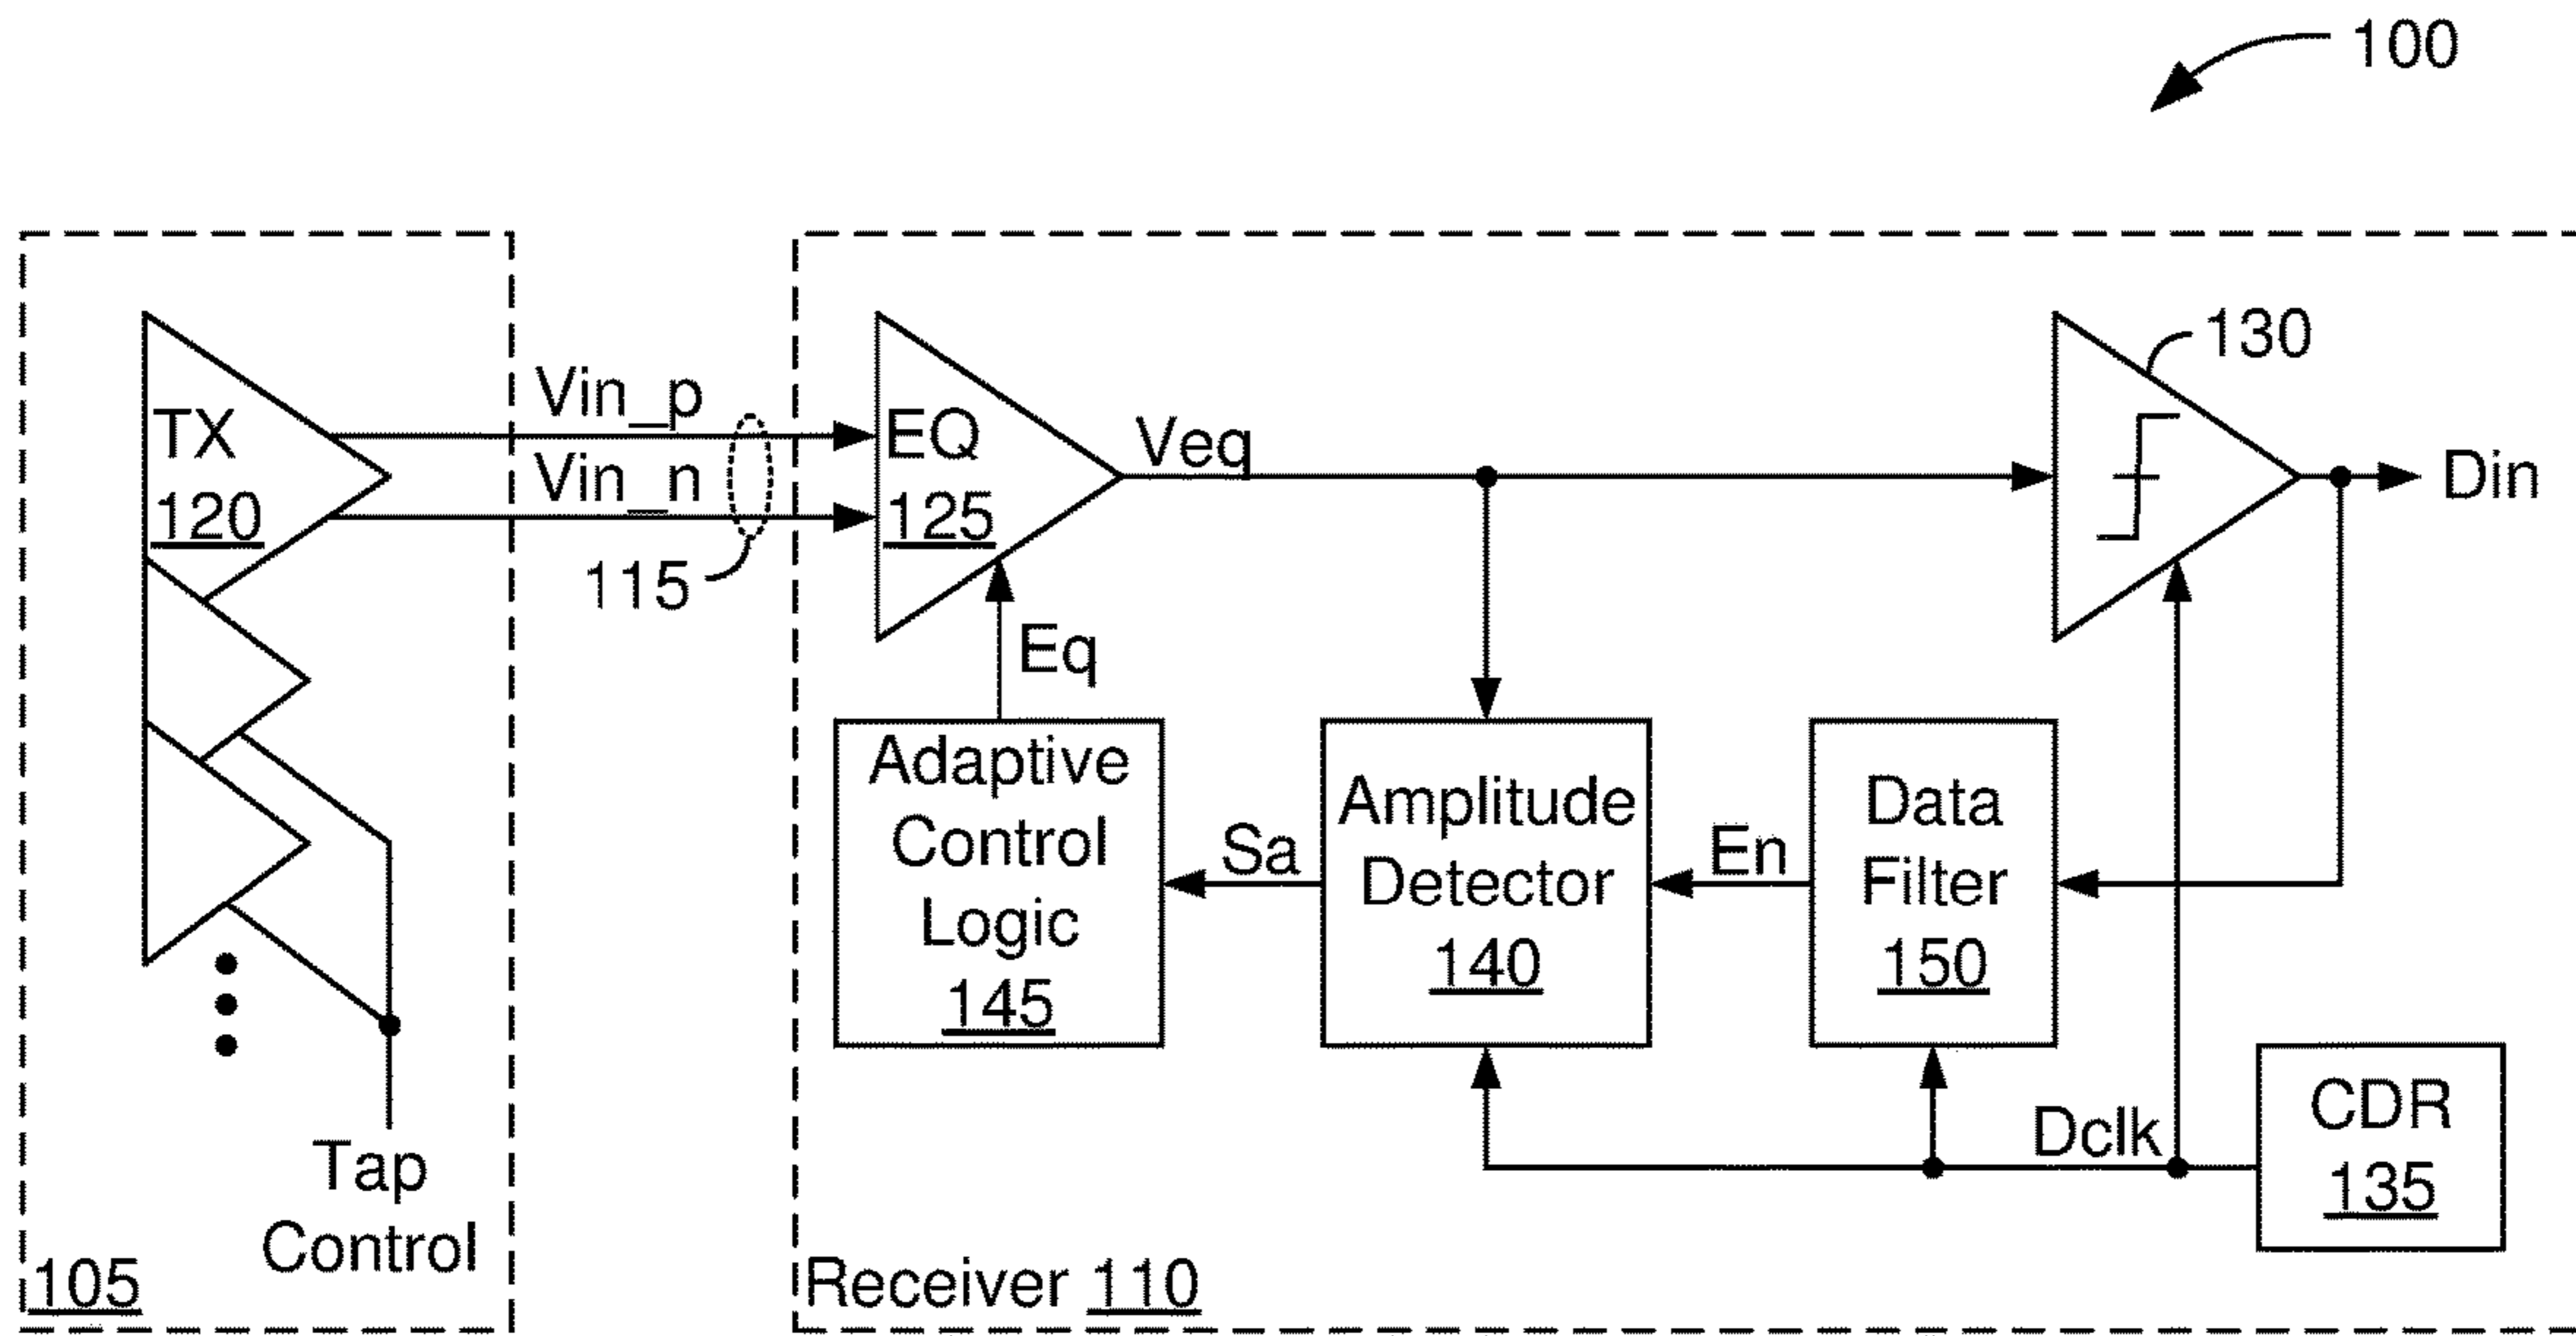 100
130
Vin_p
TX
EQ
Veq
Din
Vin_n
120
125
115
Eq
Adaptive
Control
Logic
145
Sa
Amplitude
Detector
140
En
Data
Filter
150
Dclk
CDR
135
Tap
Control
105
Receiver 110